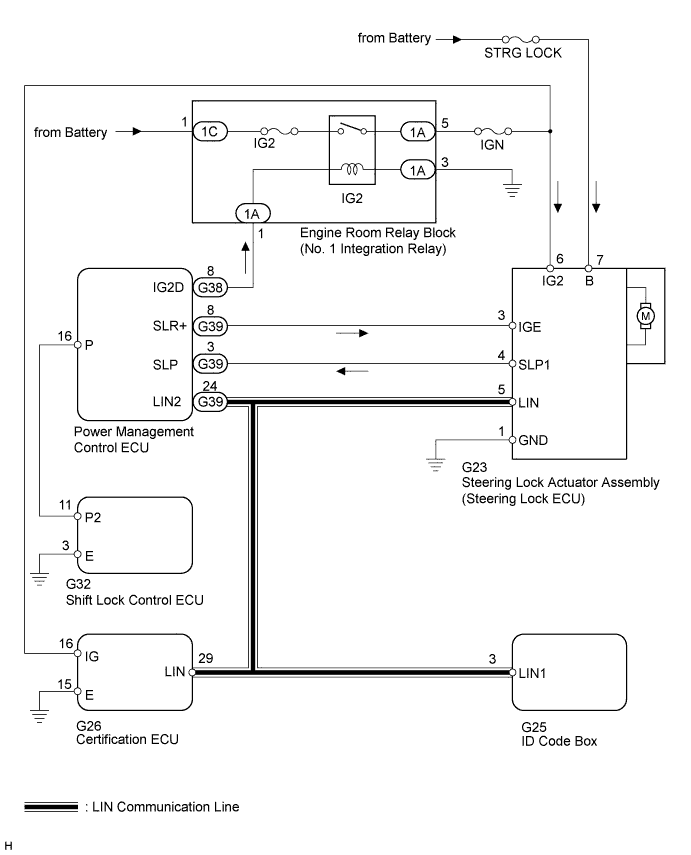 from Battery
STRG LOCK
from Battery
1
1C
IG2
1A
5
IGN
1A
3
IG2
1A
1
Engine Room Relay Block
(No. 1 Integration Relay)
6
7
IG2
B
M
8
IG2D
G38
8
SLR+
G39
3
IGE
16
P
3
SLP
G39
4
SLP1
24
LIN2
G39
5
LIN
1
GND
Power Management
Control ECU
G23
Steering Lock Actuator Assembly
(Steering Lock ECU)
11
P2
3
E
G32
Shift Lock Control ECU
16
IG
29
LIN
3
LIN1
15
E
G26
Certification ECU
G25
ID Code Box
: LIN Communication Line
H